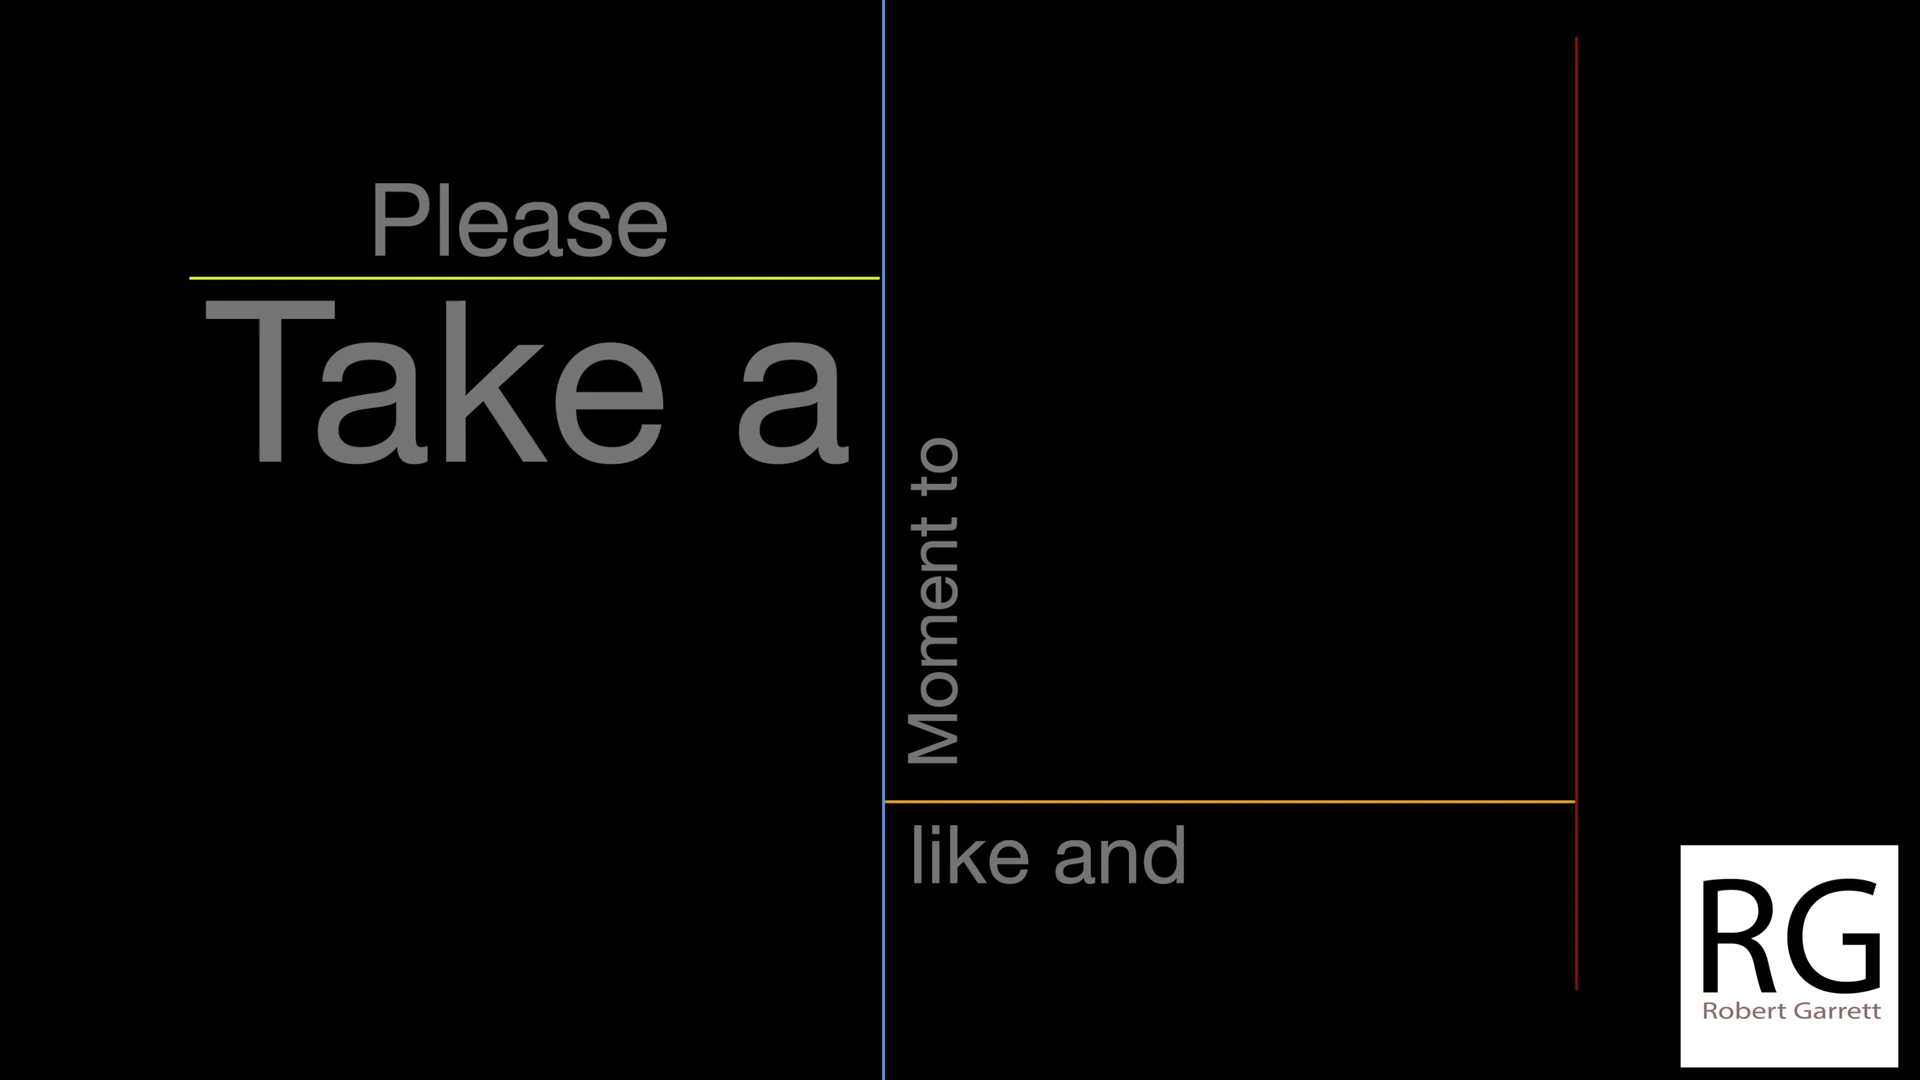 Please
Take a
Moment to
like and
RG
Robert Garrett